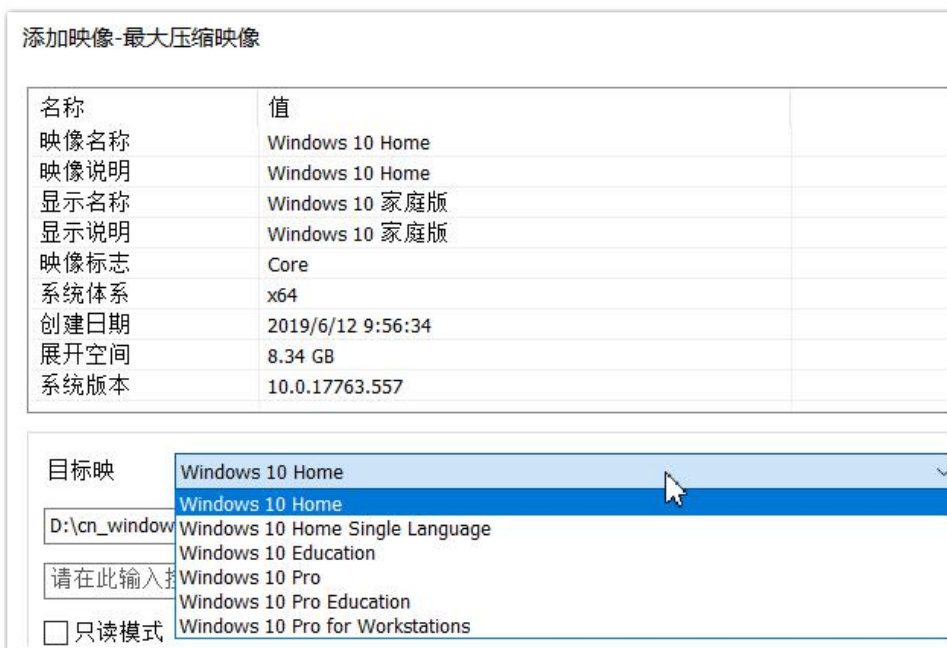 添加映像-最大压缩映像
名称 值
映像名称 Windows 10 Home
映像说明 Windows 10 Home
显示名称 Windows 10 家庭版
显示说明 Windows 10 家庭版
映像标志 Core
系统体系 x64
创建日期 2019/6/12 9:56:34
展开空间 8.34 GB
系统版本 10.0.17763.557
目标映 Windows 10 Home
Windows 10 Home
D:\cn_window
Windows 10 Home Single Language
Windows 10 Education
请在此输入
Windows 10 Pro
Windows 10 Pro Education
只读模式
Windows 10 Pro for Workstations